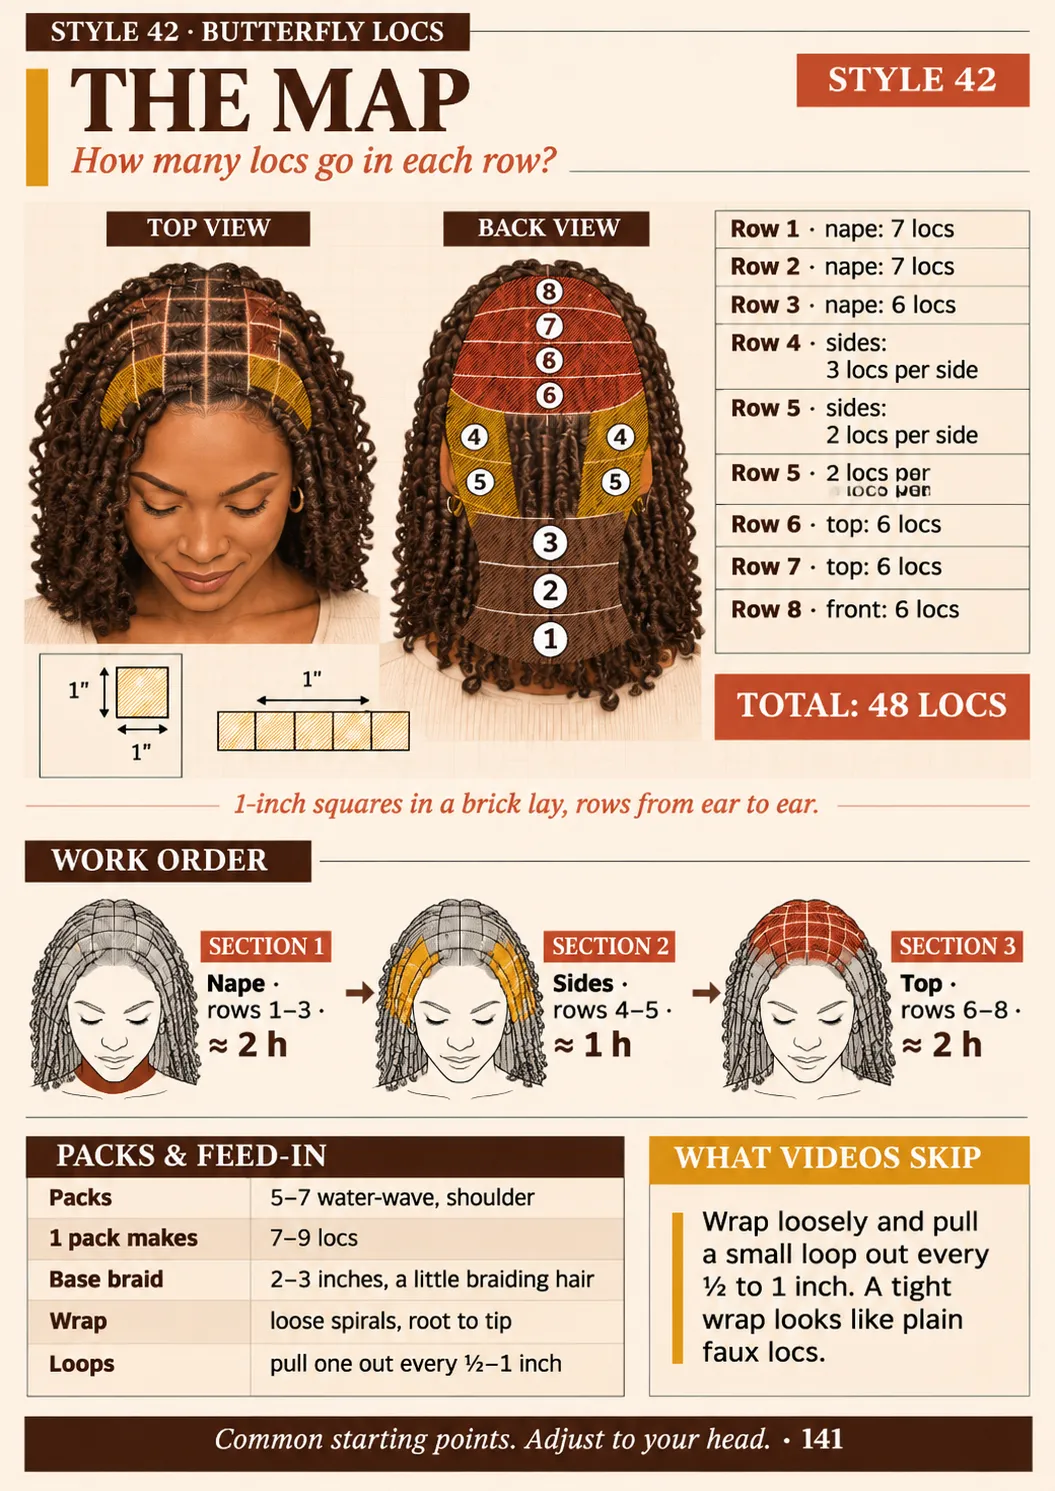 STYLE 42 · BUTTERFLY LOCS
THE MAP
How many locs go in each row?
STYLE 42
TOP VIEW
BACK VIEW
8
7
6
6
4
4
5
5
3
2
1
Row 1 · nape: 7 locs
Row 2 · nape: 7 locs
Row 3 · nape: 6 locs
Row 4 · sides:
3 locs per side
Row 5 · sides:
2 locs per side
Row 5 · 2 locs per
Row 6 · top: 6 locs
Row 7 · top: 6 locs
Row 8 · front: 6 locs
TOTAL: 48 LOCS
1"
1"
1"
1-inch squares in a brick lay, rows from ear to ear.
WORK ORDER
SECTION 1
Nape ·
rows 1–3 ·
≈ 2 h
SECTION 2
Sides ·
rows 4–5 ·
≈ 1 h
SECTION 3
Top ·
rows 6–8 ·
≈ 2 h
PACKS & FEED-IN
Packs 5–7 water-wave, shoulder
1 pack makes 7–9 locs
Base braid 2–3 inches, a little braiding hair
Wrap loose spirals, root to tip
Loops pull one out every ½–1 inch
WHAT VIDEOS SKIP
Wrap loosely and pull
a small loop out every
½ to 1 inch. A tight
wrap looks like plain
faux locs.
Common starting points. Adjust to your head. · 141